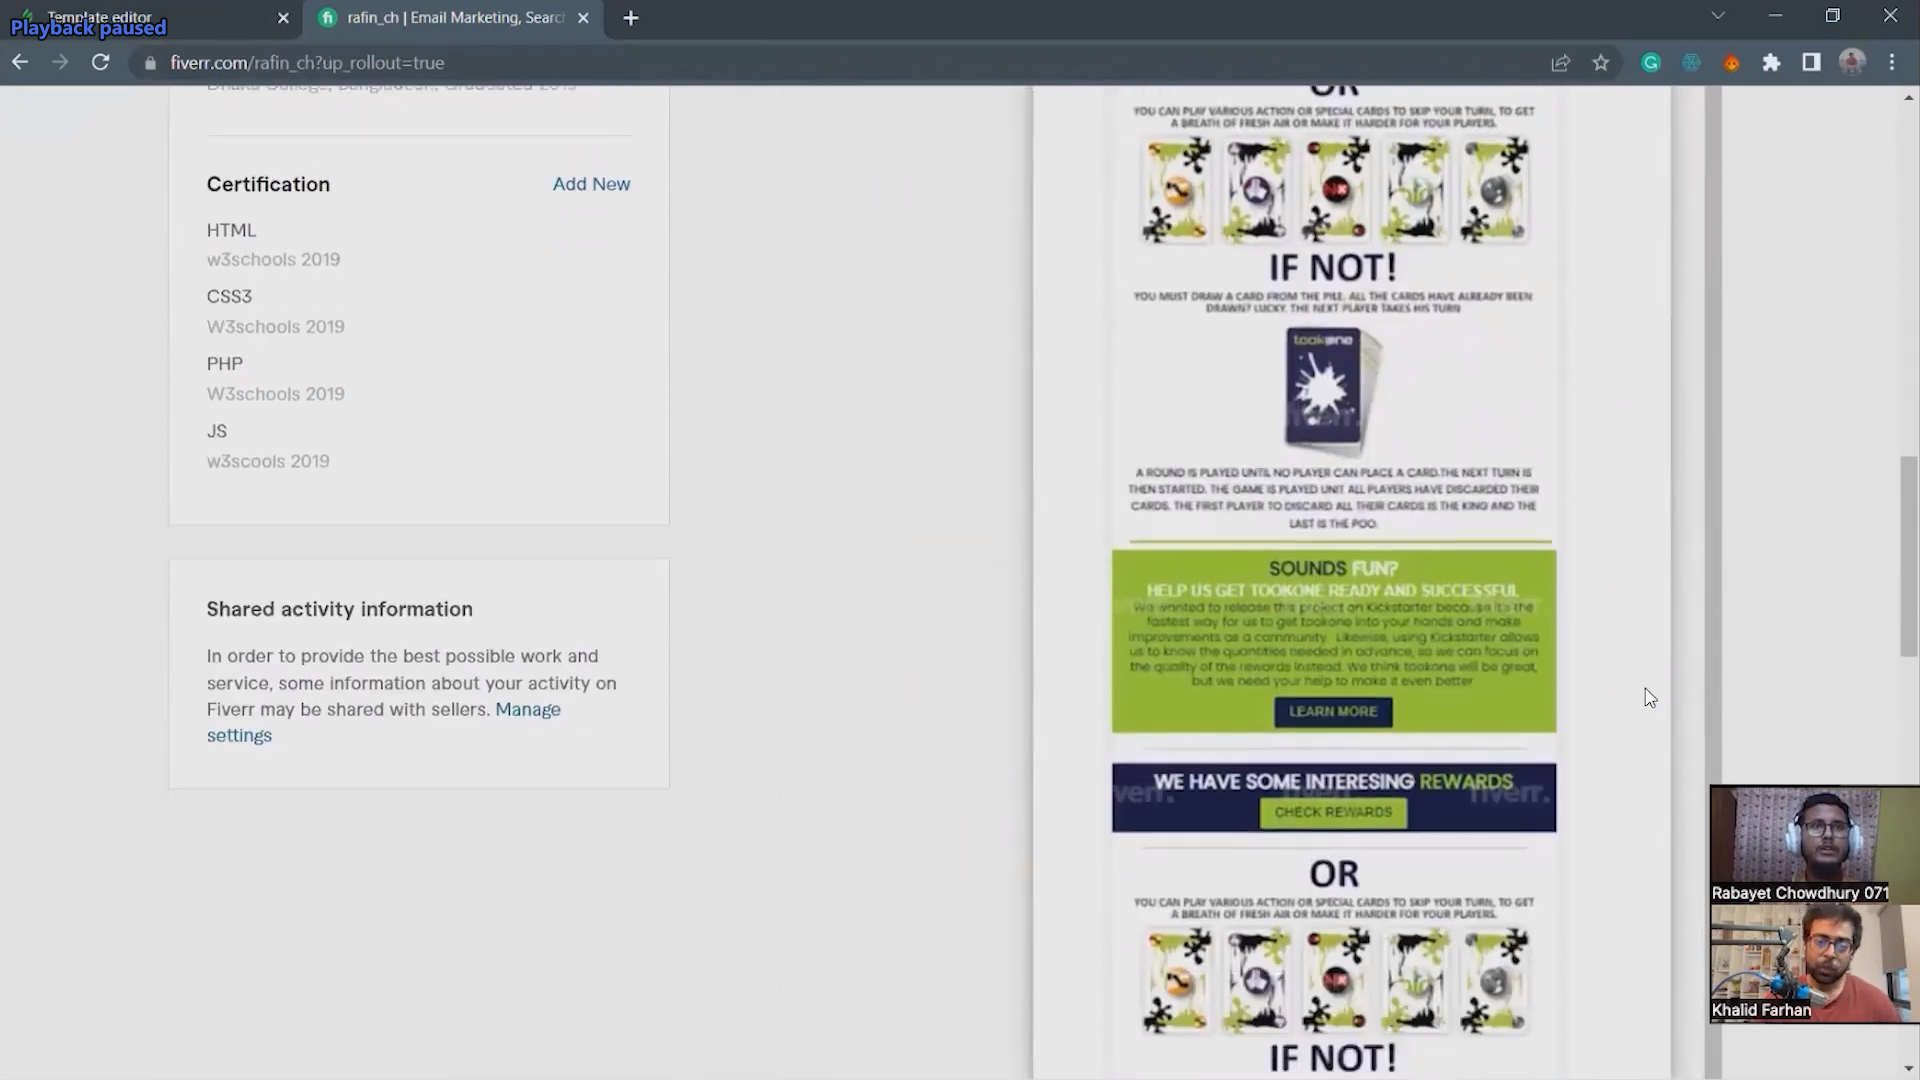 Template editor
Playback paused
rafin_ch | Email Marketing, Searc
fiverr.com/rafin_ch?up_rollout=true
Dhaka College, Bangladesh, Graduated 2019
Certification
Add New
HTML
w3schools 2019
CSS3
W3schools 2019
PHP
W3schools 2019
JS
w3scools 2019
Shared activity information
In order to provide the best possible work and
service, some information about your activity on
Fiverr may be shared with sellers. Manage
settings
OR
YOU CAN PLAY VARIOUS ACTION OR SPECIAL CARDS TO SKIP YOUR TURN, TO GET
A BREATH OF FRESH AIR OR MAKE IT HARDER FOR YOUR PLAYERS.
IF NOT!
YOU MUST DRAW A CARD FROM THE PILE. ALL THE CARDS HAVE ALREADY BEEN
DRAWN? LUCKY. THE NEXT PLAYER TAKES HIS TURN
tookone
A ROUND IS PLAYED UNTIL NO PLAYER CAN PLACE A CARD.THE NEXT TURN IS
THEN STARTED. THE GAME IS PLAYED UNIT ALL PLAYERS HAVE DISCARDED THEIR
CARDS. THE FIRST PLAYER TO DISCARD ALL THEIR CARDS IS THE KING AND THE
LAST IS THE POO.
SOUNDS FUN?
HELP US GET TOOKONE READY AND SUCCESSFUL
We wanted to release this project on Kickstarter because it's the
fastest way for us to get tookone into your hands and make
improvements as a community. Likewise, using Kickstarter allows
us to know the quantities needed in advance, so we can focus on
the quality of the rewards instead. We think tookone will be great,
but we need your help to make it even better
LEARN MORE
WE HAVE SOME INTERESING REWARDS
CHECK REWARDS
OR
YOU CAN PLAY VARIOUS ACTION OR SPECIAL CARDS TO SKIP YOUR TURN, TO GET
A BREATH OF FRESH AIR OR MAKE IT HARDER FOR YOUR PLAYERS.
IF NOT!
Rabayet Chowdhury 071
Khalid Farhan